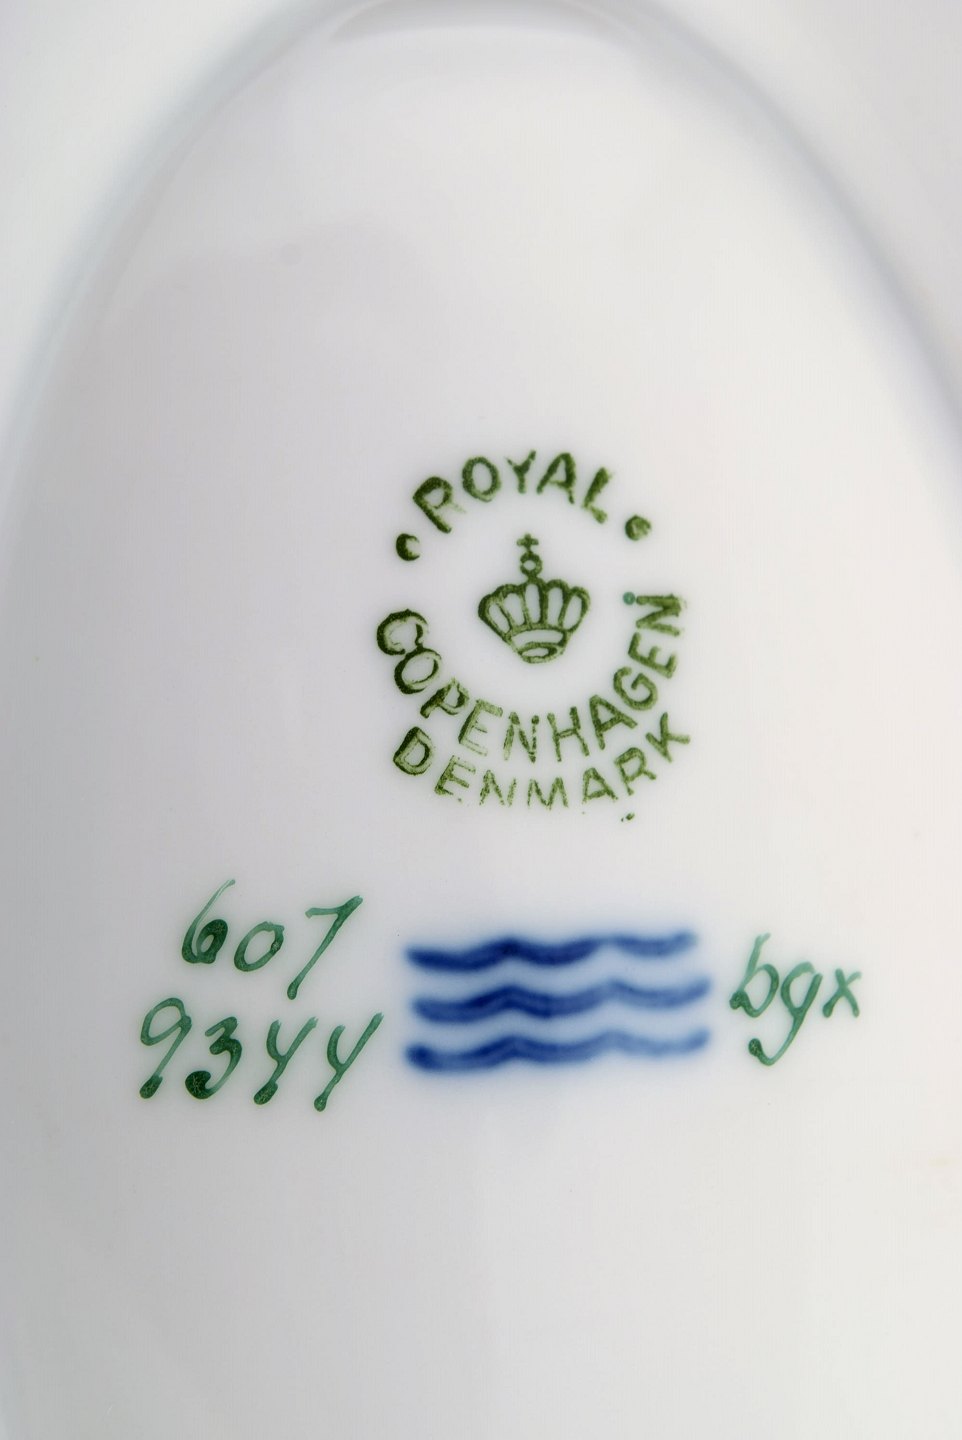 • ROYAL •
COPENHAGEN
DENMARK
607
9344
bgx